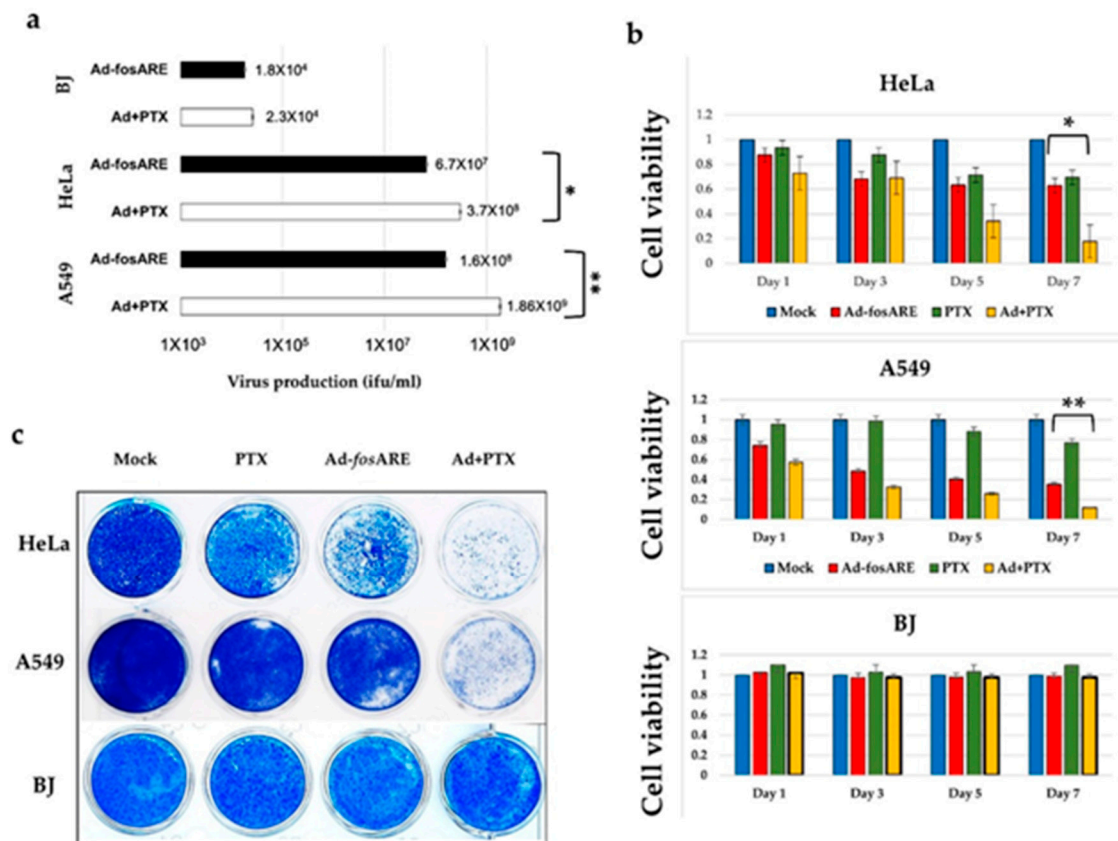 a
BJ
Ad-fosARE 1.8X10⁴
Ad+PTX 2.3X10⁴
HeLa
Ad-fosARE 6.7X10⁷
Ad+PTX 3.7X10⁸
*
A549
Ad-fosARE 1.6X10⁸
Ad+PTX 1.86X10⁹
**
1X10³ 1X10⁵ 1X10⁷ 1X10⁹
Virus production (ifu/ml)
b
HeLa
Cell viability
1.2
1
0.8
0.6
0.4
0.2
0
*
Day 1 Day 3 Day 5 Day 7
Mock Ad-fosARE PTX Ad+PTX
A549
Cell viability
1.2
1
0.8
0.6
0.4
0.2
0
**
Day 1 Day 3 Day 5 Day 7
Mock Ad-fosARE PTX Ad+PTX
BJ
Cell viability
1.2
1
0.8
0.6
0.4
0.2
0
Day 1 Day 3 Day 5 Day 7
c
Mock PTX Ad-fosARE Ad+PTX
HeLa
A549
BJ